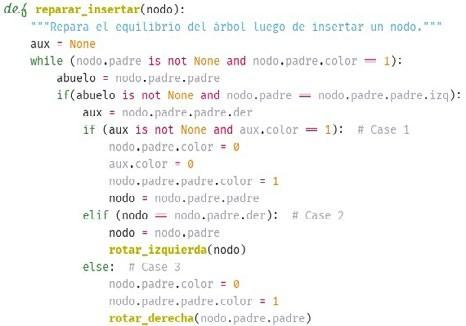 def reparar_insertar(nodo):
    """Repara el equilibrio del árbol luego de insertar un nodo."""
    aux = None
    while (nodo.padre is not None and nodo.padre.color == 1):
        abuelo = nodo.padre.padre
        if(abuelo is not None and nodo.padre == nodo.padre.padre.izq):
            aux = nodo.padre.padre.der
            if (aux is not None and aux.color == 1):  # Case 1
                nodo.padre.color = 0
                aux.color = 0
                nodo.padre.padre.color = 1
                nodo = nodo.padre.padre
            elif (nodo == nodo.padre.der):  # Case 2
                nodo = nodo.padre
                rotar_izquierda(nodo)
            else:  # Case 3
                nodo.padre.color = 0
                nodo.padre.padre.color = 1
                rotar_derecha(nodo.padre.padre)